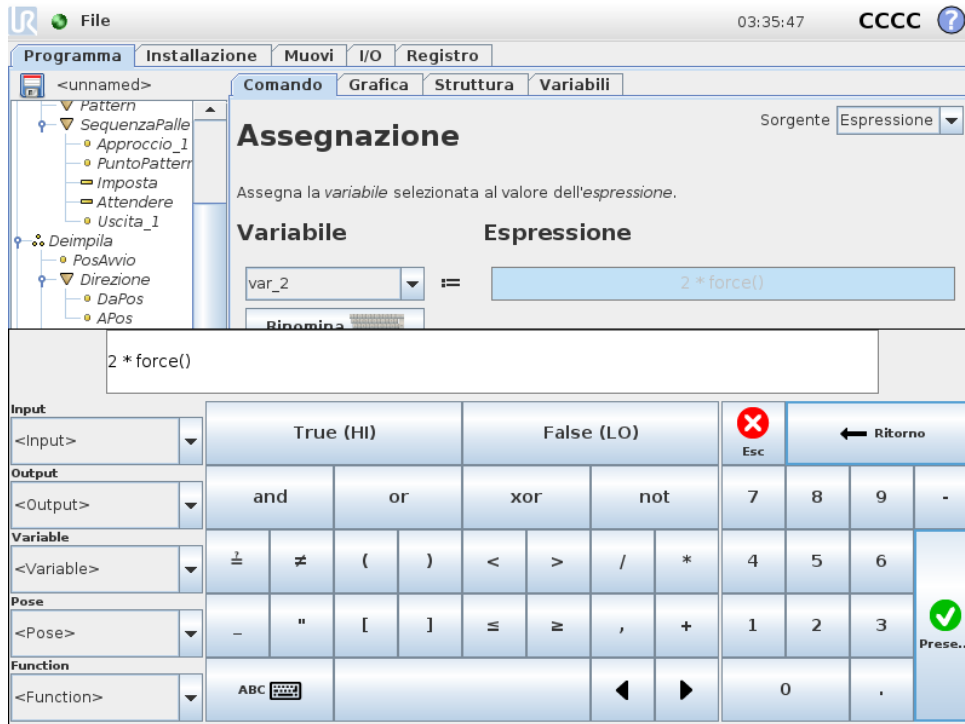 UR File 03:35:47 CCCC ?
Programma Installazione Muovi I/O Registro
<unnamed> Comando Grafica Struttura Variabili
Pattern
SequenzaPalle
Approccio_1
PuntoPattern
Imposta
Attendere
Uscita_1
Deimpila
PosAvvio
Direzione
DaPos
APos
Assegnazione
Sorgente Espressione
Assegna la variabile selezionata al valore dell'espressione.
Variabile Espressione
var_2 := 2 * force()
Rinomina
2 * force()
Input
<Input>
Output
<Output>
Variable
<Variable>
Pose
<Pose>
Function
<Function>
True (HI) False (LO) Esc Ritorno
and or xor not 7 8 9 -
≟ ≠ ( ) < > / * 4 5 6
_ " [ ] ≤ ≥ , + 1 2 3 Prese..
ABC 0 .